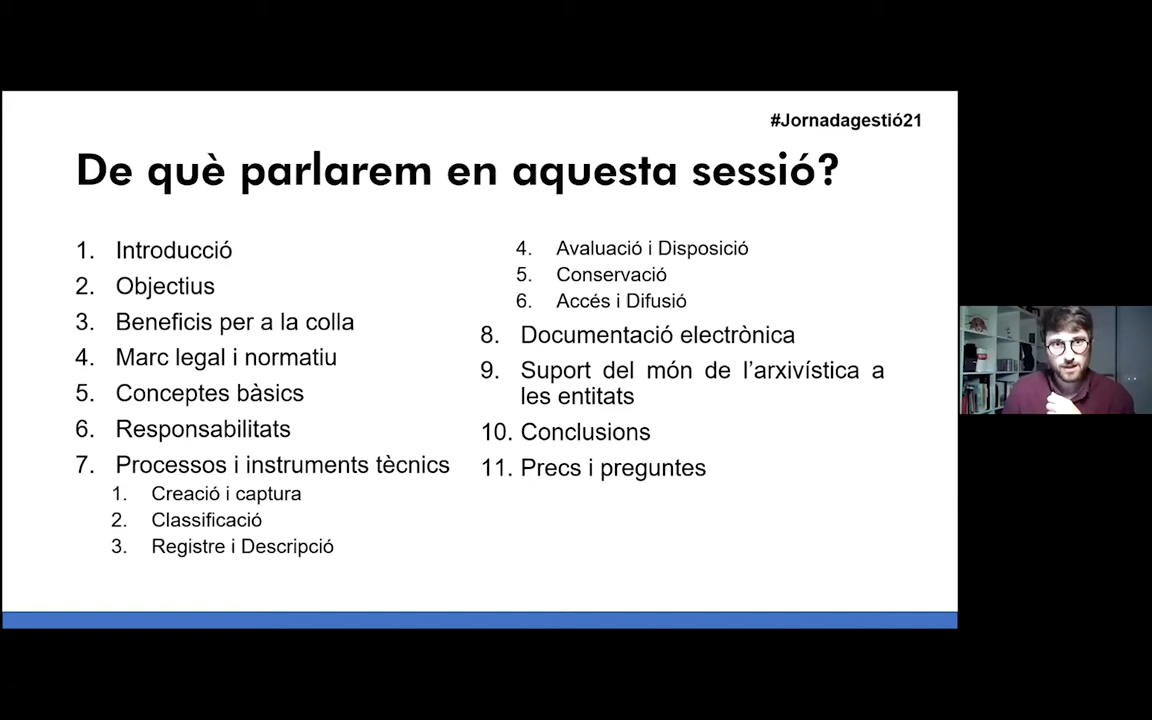 #Jornadagestió21
De què parlarem en aquesta sessió?
1. Introducció
2. Objectius
3. Beneficis per a la colla
4. Marc legal i normatiu
5. Conceptes bàsics
6. Responsabilitats
7. Processos i instruments tècnics
1. Creació i captura
2. Classificació
3. Registre i Descripció
4. Avaluació i Disposició
5. Conservació
6. Accés i Difusió
8. Documentació electrònica
9. Suport del món de l’arxivística a
les entitats
10. Conclusions
11. Precs i preguntes